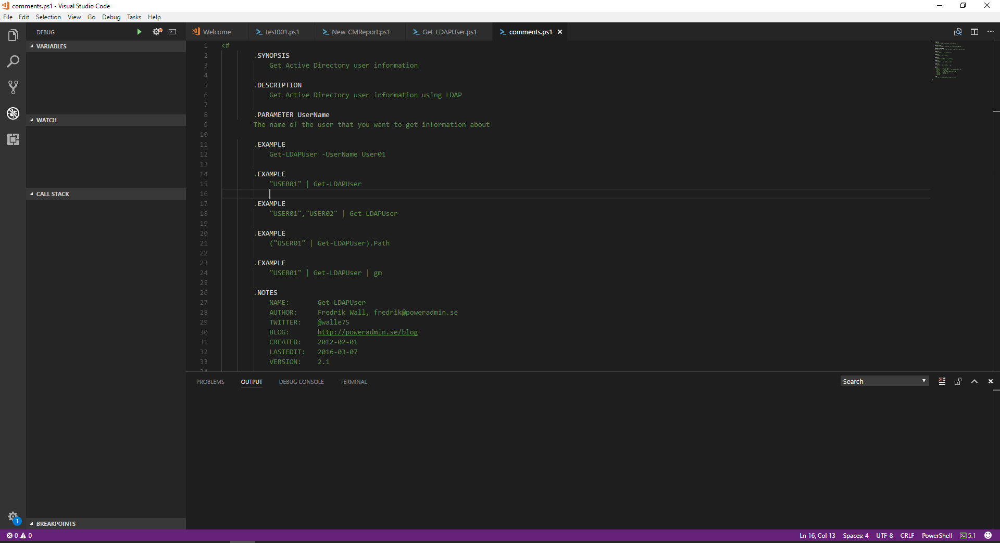 comments.ps1 - Visual Studio Code
File Edit Selection View Go Debug Tasks Help
DEBUG
VARIABLES
WATCH
CALL STACK
BREAKPOINTS
1
Welcome test001.ps1 New-CMReport.ps1 Get-LDAPUser.ps1 comments.ps1
1 <#
2 .SYNOPSIS
3 Get Active Directory user information
4
5 .DESCRIPTION
6 Get Active Directory user information using LDAP
7
8 .PARAMETER UserName
9 The name of the user that you want to get information about
10
11 .EXAMPLE
12 Get-LDAPUser -UserName User01
13
14 .EXAMPLE
15 "USER01" | Get-LDAPUser
16
17 .EXAMPLE
18 "USER01","USER02" | Get-LDAPUser
19
20 .EXAMPLE
21 ("USER01" | Get-LDAPUser).Path
22
23 .EXAMPLE
24 "USER01" | Get-LDAPUser | gm
25
26 .NOTES
27 NAME: Get-LDAPUser
28 AUTHOR: Fredrik Wall, fredrik@poweradmin.se
29 TWITTER: @walle75
30 BLOG: http://poweradmin.se/blog
31 CREATED: 2012-02-01
32 LASTEDIT: 2016-03-07
33 VERSION: 2.1
PROBLEMS OUTPUT DEBUG CONSOLE TERMINAL Search
0 0 Ln 16, Col 13 Spaces: 4 UTF-8 CRLF PowerShell 5.1